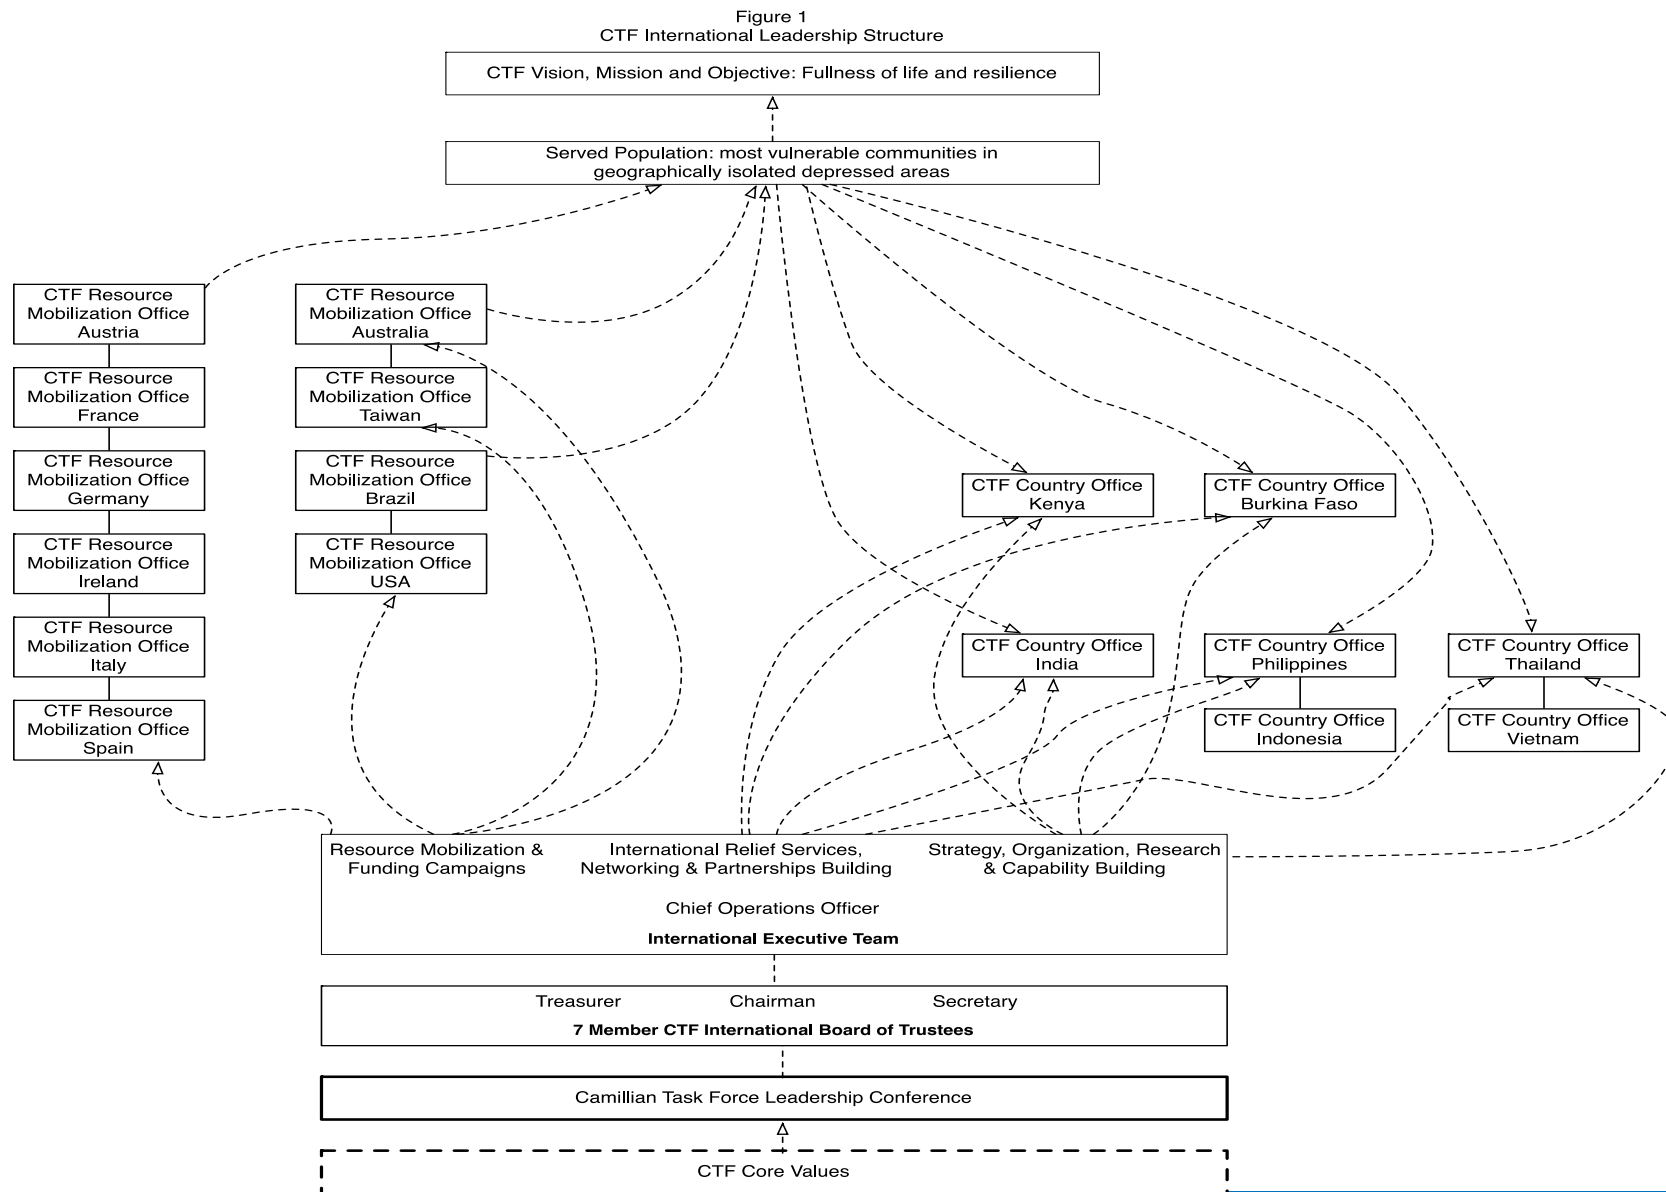 Figure 1
CTF International Leadership Structure
CTF Vision, Mission and Objective: Fullness of life and resilience
Served Population: most vulnerable communities in
geographically isolated depressed areas
CTF Resource
Mobilization Office
Austria
CTF Resource
Mobilization Office
France
CTF Resource
Mobilization Office
Germany
CTF Resource
Mobilization Office
Ireland
CTF Resource
Mobilization Office
Italy
CTF Resource
Mobilization Office
Spain
CTF Resource
Mobilization Office
Australia
CTF Resource
Mobilization Office
Taiwan
CTF Resource
Mobilization Office
Brazil
CTF Resource
Mobilization Office
USA
CTF Country Office
Kenya
CTF Country Office
Burkina Faso
CTF Country Office
India
CTF Country Office
Philippines
CTF Country Office
Thailand
CTF Country Office
Indonesia
CTF Country Office
Vietnam
Resource Mobilization &
Funding Campaigns
International Relief Services,
Networking & Partnerships Building
Strategy, Organization, Research
& Capability Building
Chief Operations Officer
International Executive Team
Treasurer
Chairman
Secretary
7 Member CTF International Board of Trustees
Camillian Task Force Leadership Conference
CTF Core Values